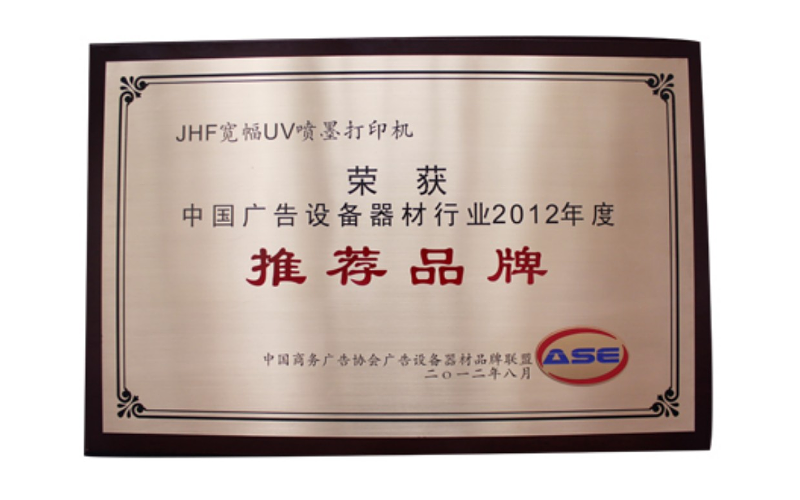 JHF宽幅UV喷墨打印机
荣 获
中国广告设备器材行业2012年度
推荐品牌
中国商务广告协会广告设备器材品牌联盟
二〇一二年八月
ASE